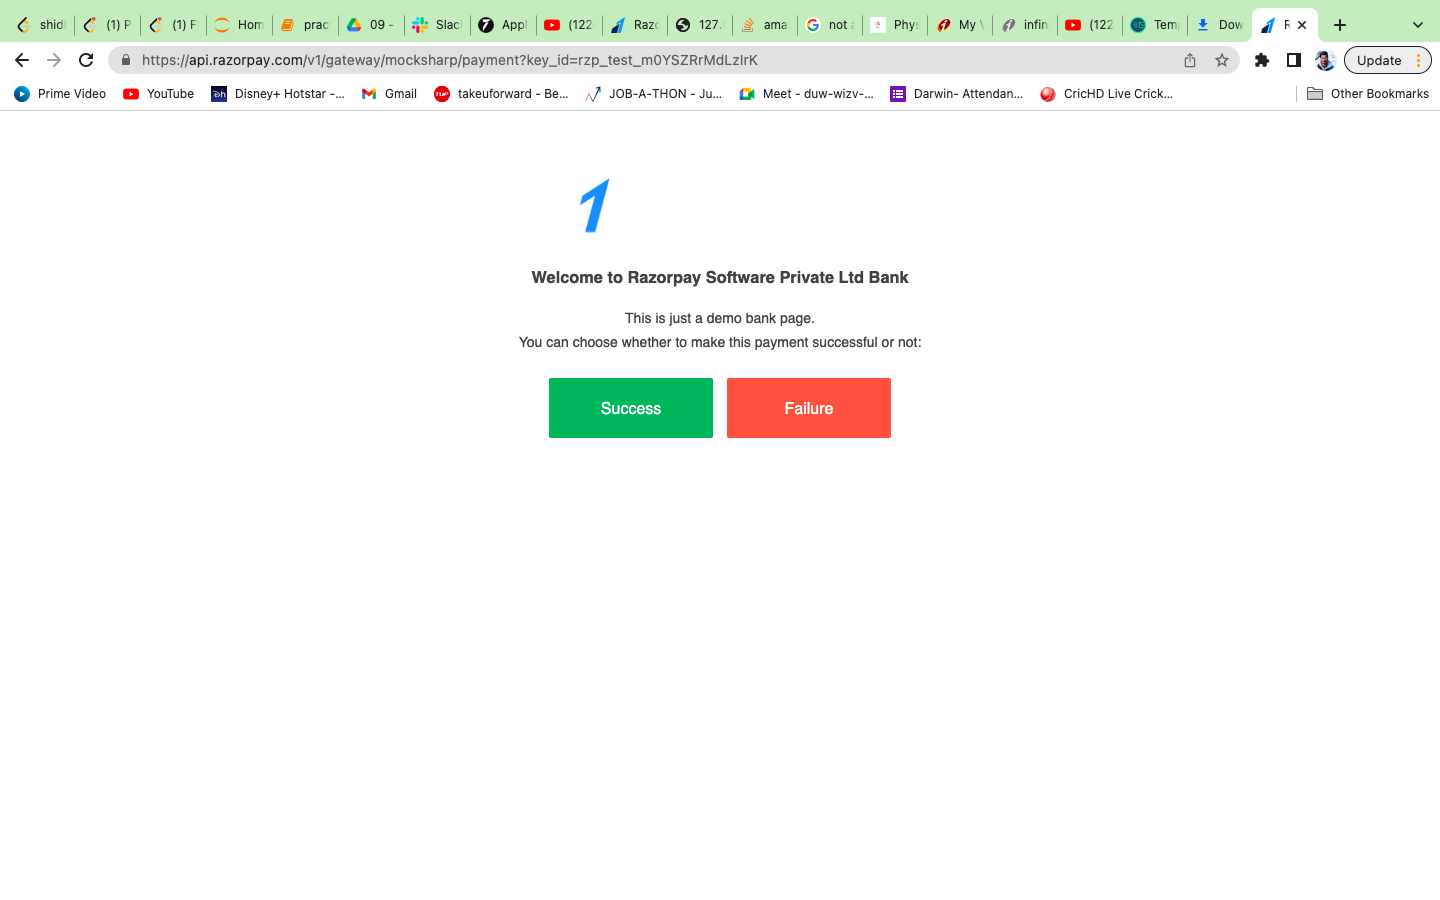 shidh (1) P (1) F Hom prac 09 - Slac Appl (122 Razo 127. ama not a Phys My infin (122 Tem Dow R
https://api.razorpay.com/v1/gateway/mocksharp/payment?key_id=rzp_test_m0YSZRrMdLzIrK Update
Prime Video YouTube Disney+ Hotstar -... Gmail takeuforward - Be... JOB-A-THON - Ju... Meet - duw-wizv-... Darwin- Attendan... CricHD Live Crick... Other Bookmarks
Welcome to Razorpay Software Private Ltd Bank
This is just a demo bank page.
You can choose whether to make this payment successful or not:
Success Failure